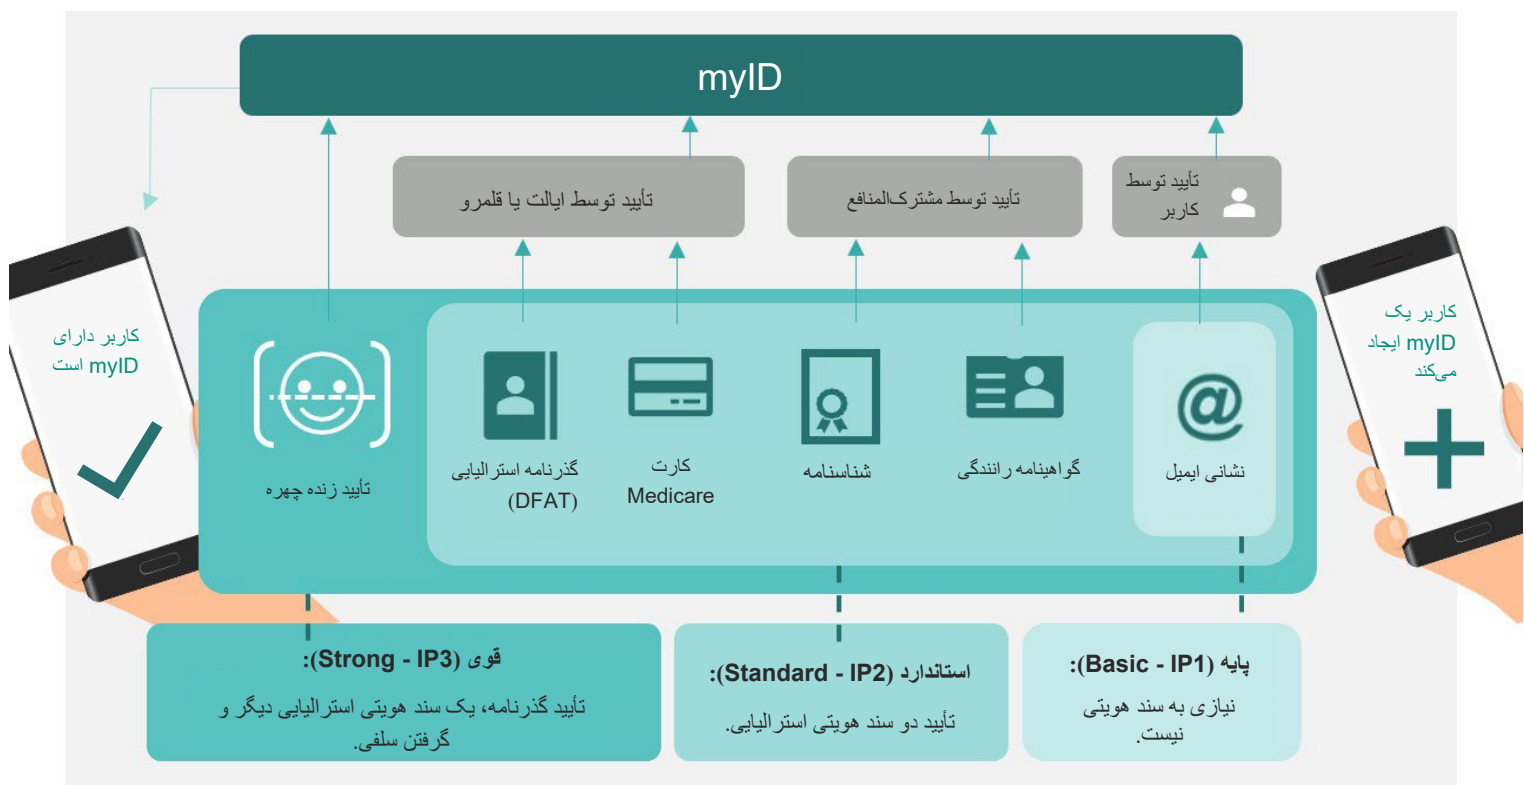 myID
تأیید توسط
کاربر
تأیید توسط مشترک‌المنافع
تأیید توسط ایالت یا قلمرو
کاربر یک
myID ایجاد
می‌کند
نشانی ایمیل
گواهینامه رانندگی
شناسنامه
کارت
Medicare
گذرنامه استرالیایی
(DFAT)
تأیید زنده چهره
کاربر دارای
myID است
پایه (Basic - IP1):
نیازی به سند هویتی
نیست.
استاندارد (Standard - IP2):
تأیید دو سند هویتی استرالیایی.
قوی (Strong - IP3):
تأیید گذرنامه، یک سند هویتی استرالیایی دیگر و
گرفتن سلفی.